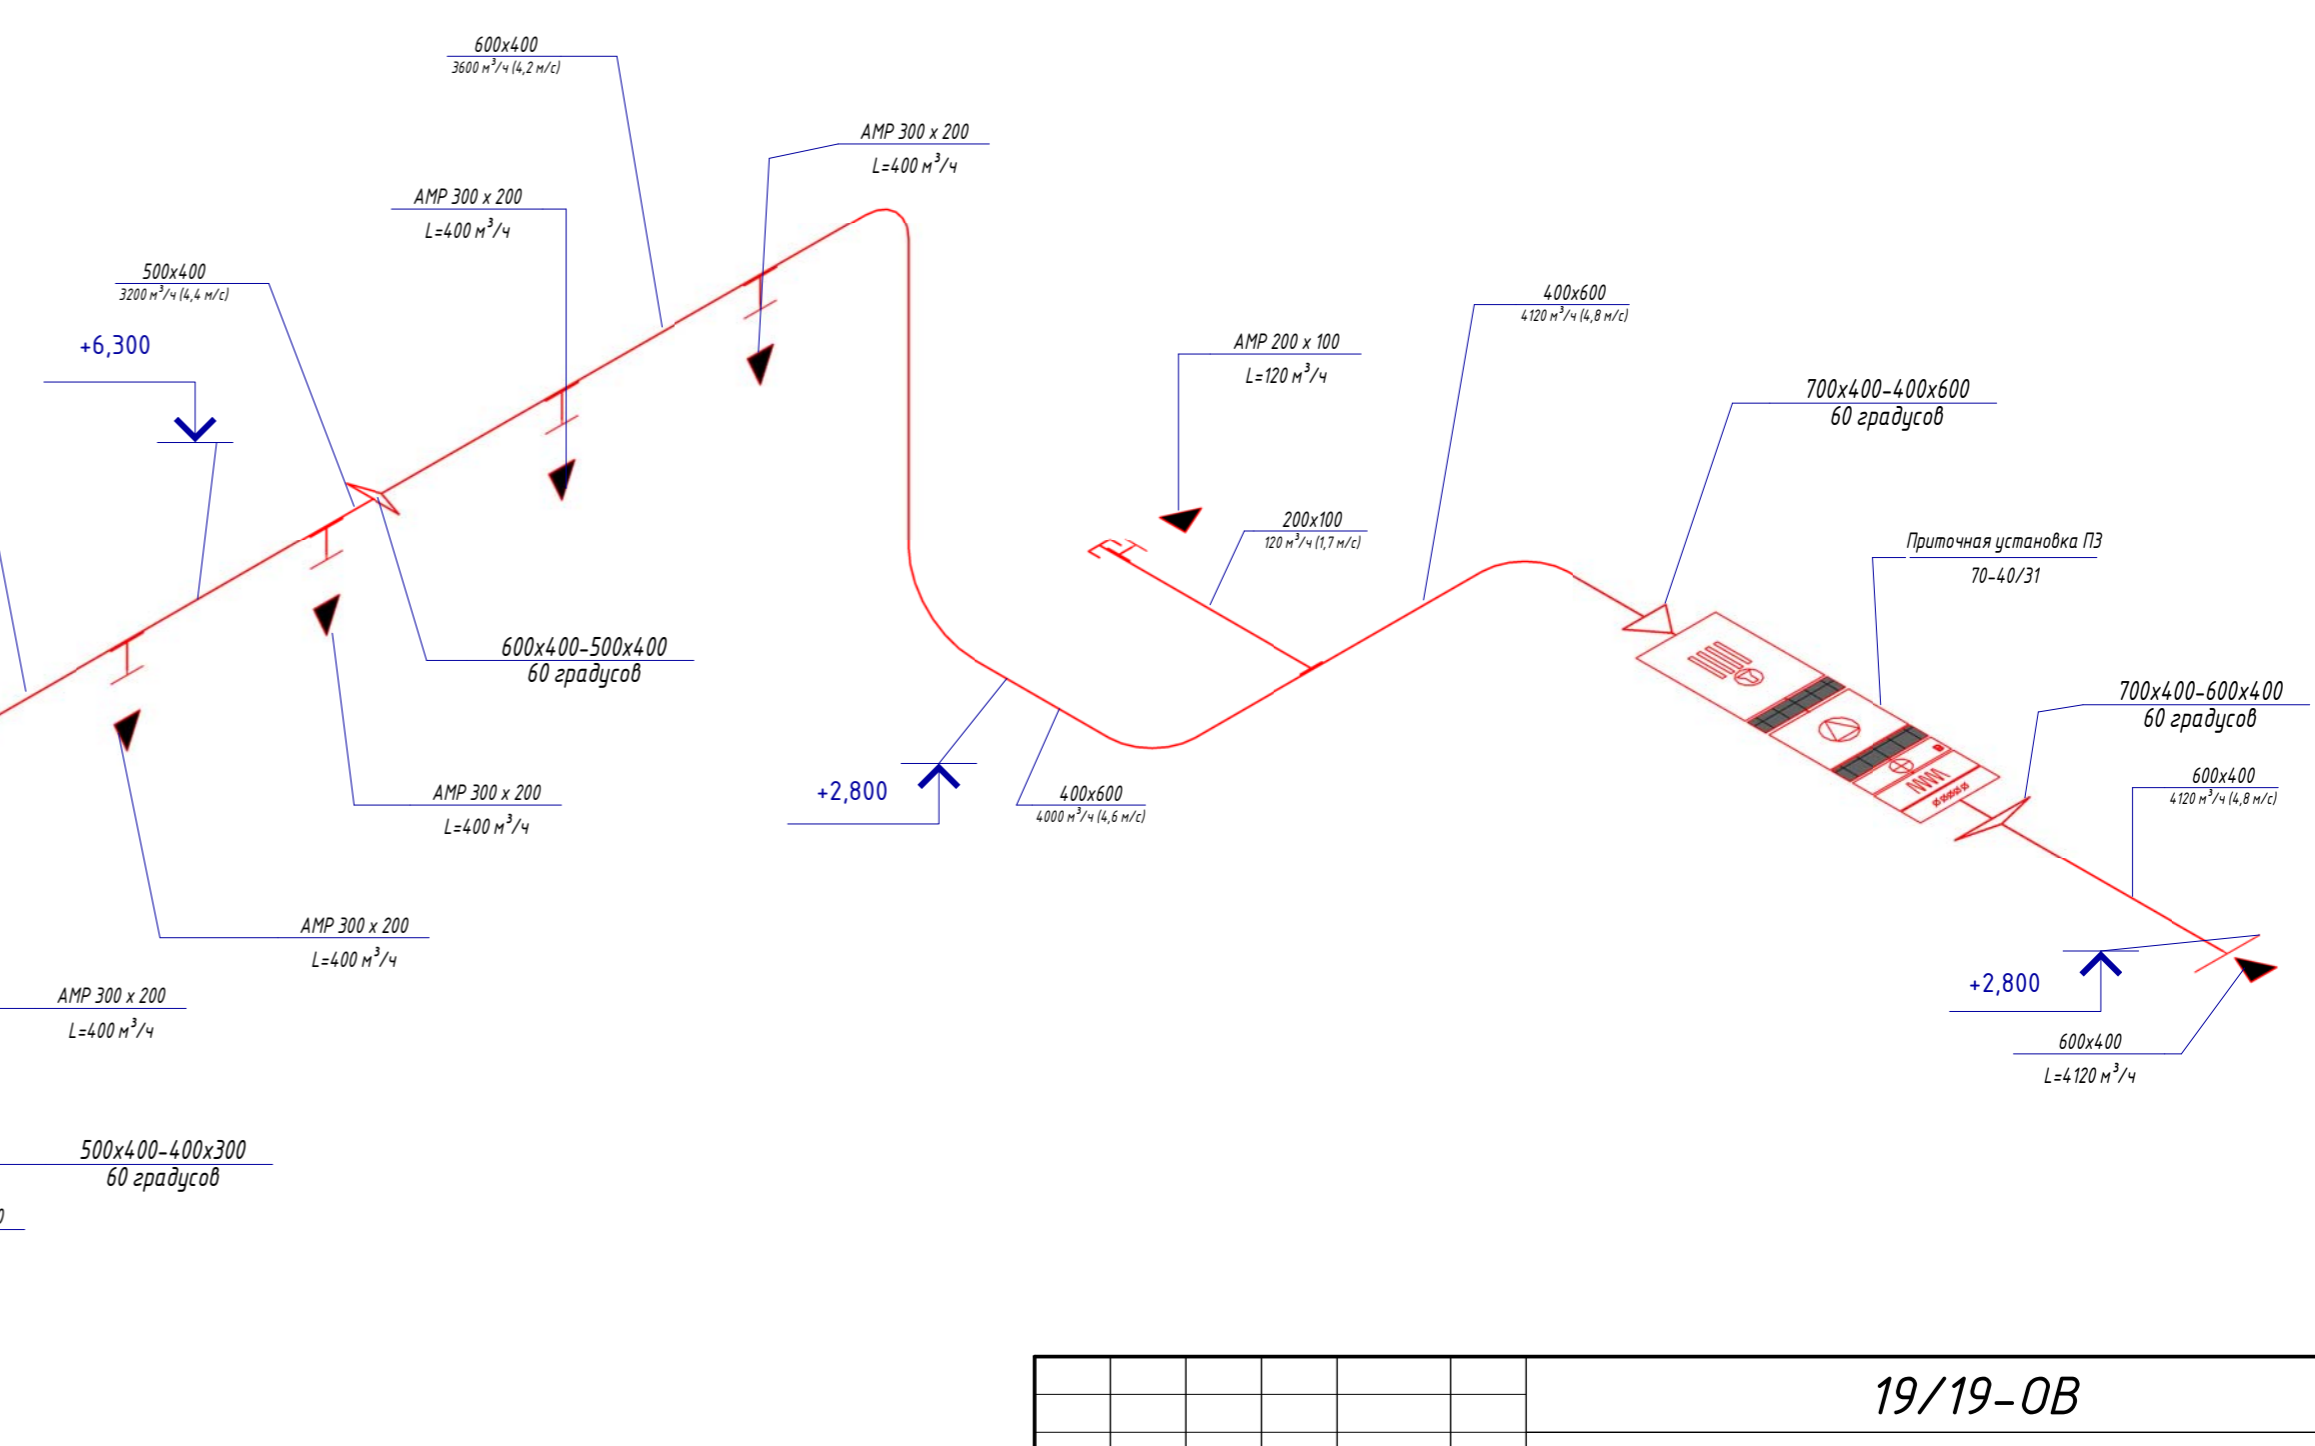 600x400
3600 м³/ч (4,2 м/с)
АМР 300 x 200
L=400 м³/ч
АМР 300 x 200
L=400 м³/ч
500x400
3200 м³/ч (4,4 м/с)
+6,300
400x600
4120 м³/ч (4,8 м/с)
АМР 200 x 100
L=120 м³/ч
700x400-400x600
60 градусов
200x100
120 м³/ч (1,7 м/с)
Приточная установка П3
70-40/31
600x400-500x400
60 градусов
700x400-600x400
60 градусов
600x400
4120 м³/ч (4,8 м/с)
АМР 300 x 200
L=400 м³/ч
+2,800
400x600
4000 м³/ч (4,6 м/с)
АМР 300 x 200
L=400 м³/ч
+2,800
АМР 300 x 200
L=400 м³/ч
600x400
L=4120 м³/ч
500x400-400x300
60 градусов
19/19-ОВ